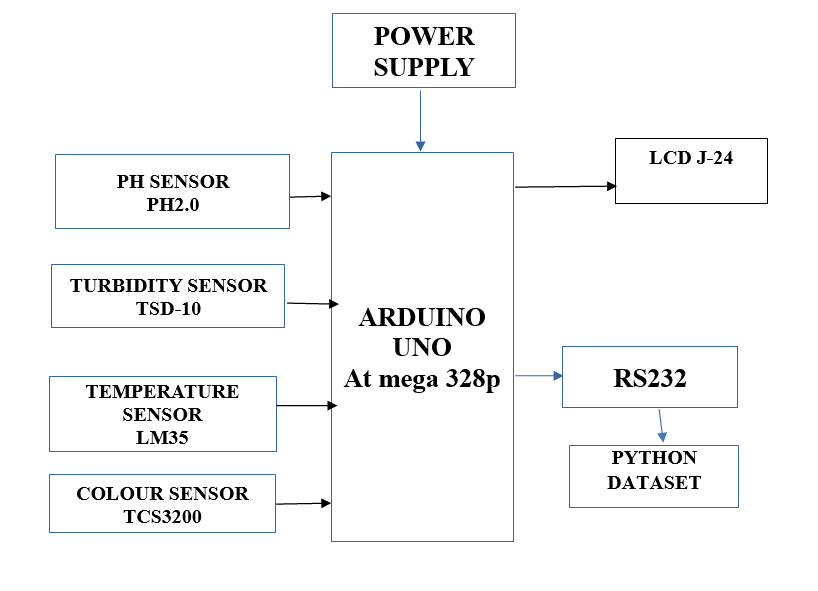 POWER
SUPPLY
PH SENSOR
PH2.0
LCD J-24
TURBIDITY SENSOR
TSD-10
ARDUINO
UNO
At mega 328p
TEMPERATURE
SENSOR
LM35
RS232
COLOUR SENSOR
TCS3200
PYTHON
DATASET